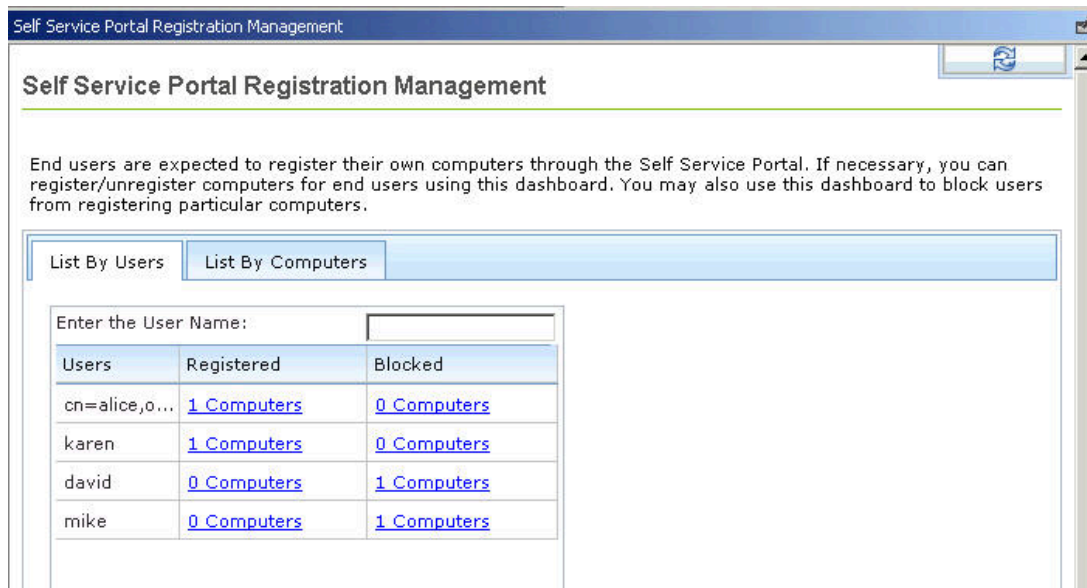 Self Service Portal Registration Management
Self Service Portal Registration Management
End users are expected to register their own computers through the Self Service Portal. If necessary, you can
register/unregister computers for end users using this dashboard. You may also use this dashboard to block users
from registering particular computers.
List By Users List By Computers
Enter the User Name:
Users Registered Blocked
cn=alice,o... 1 Computers 0 Computers
karen 1 Computers 0 Computers
david 0 Computers 1 Computers
mike 0 Computers 1 Computers